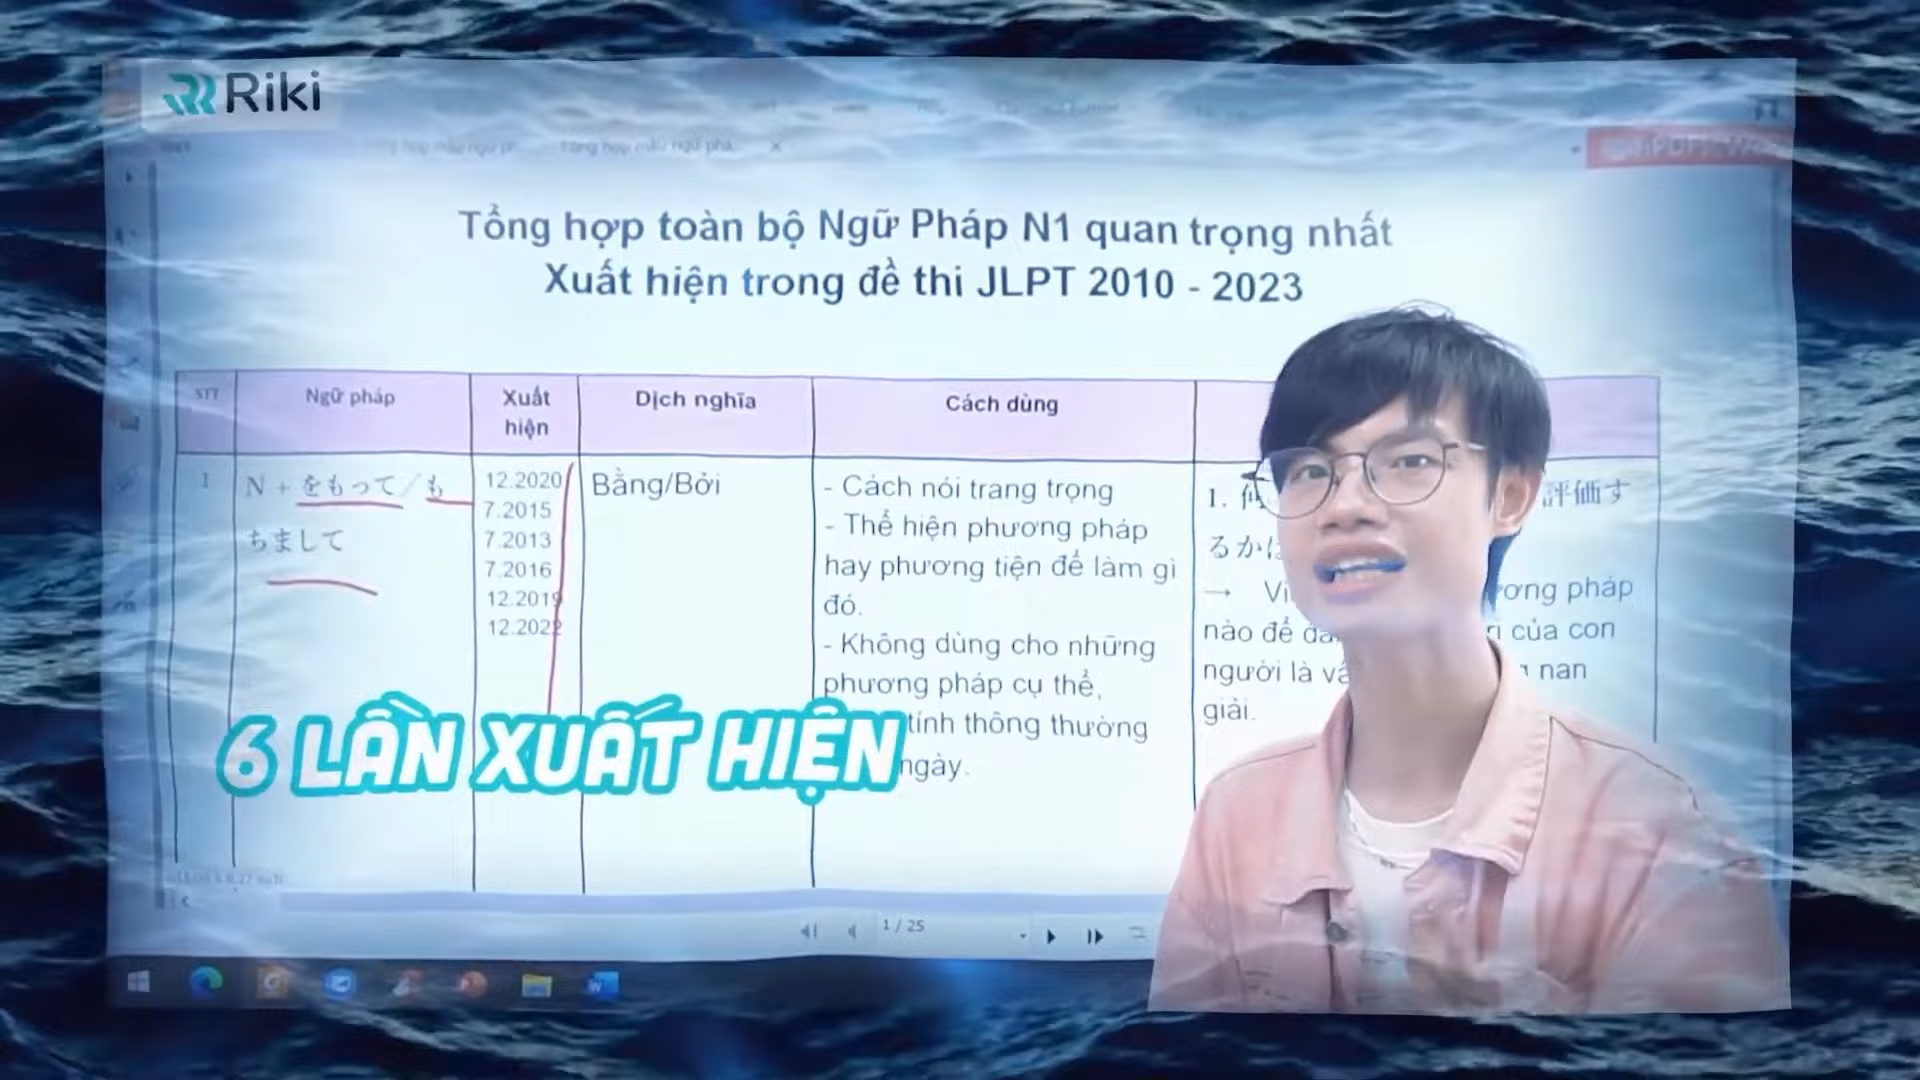 Riki
Tổng hợp toàn bộ Ngữ Pháp N1 quan trọng nhất
Xuất hiện trong đề thi JLPT 2010 - 2023
STT
Ngữ pháp
Xuất
hiện
Dịch nghĩa
Cách dùng
1
N + をもって/も
ちまして
12.2020
7.2015
7.2013
7.2016
12.2019
12.2022
Bằng/Bởi
- Cách nói trang trọng
- Thể hiện phương pháp
hay phương tiện để làm gì
đó.
- Không dùng cho những
phương pháp cụ thể,
tính thông thường
ngày.
1. 評価す
るか
→ ương pháp
nào để của con
người là nan
giải.
6 LẦN XUẤT HIỆN
1 / 25